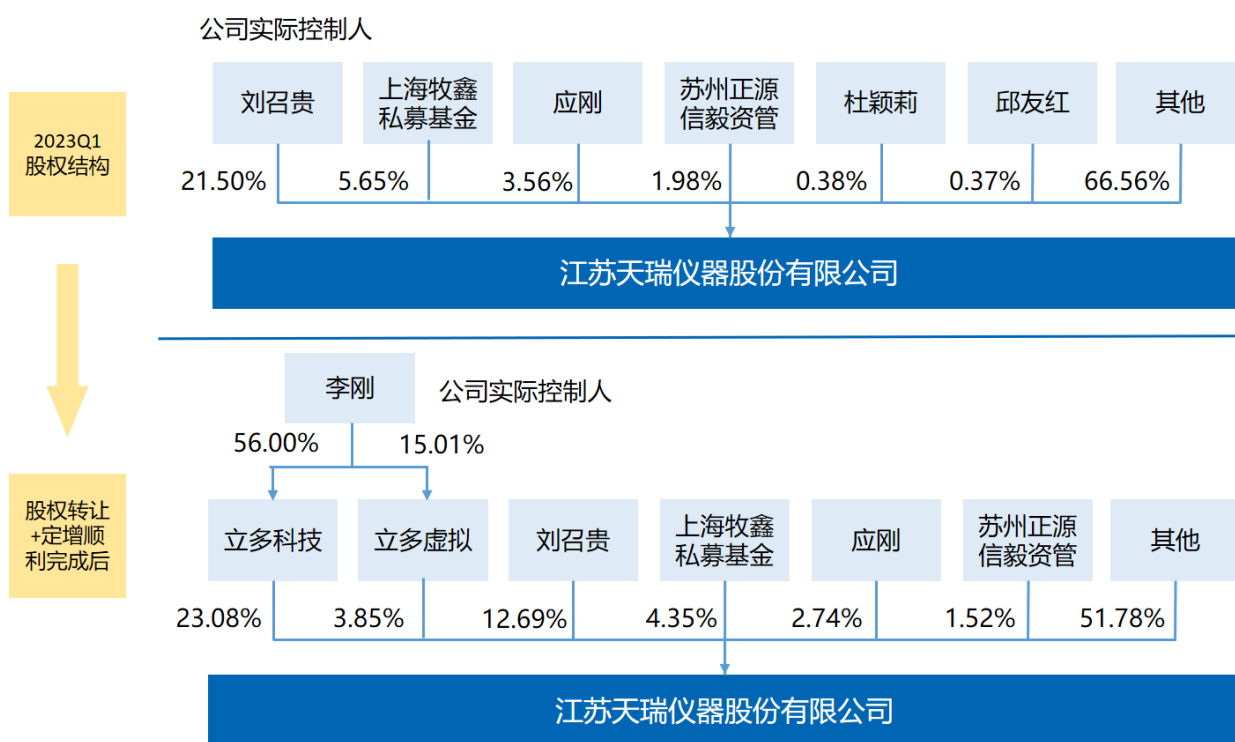 公司实际控制人
2023Q1
股权结构
刘召贵
上海牧鑫
私募基金
应刚
苏州正源
信毅资管
杜颖莉
邱友红
其他
21.50%
5.65%
3.56%
1.98%
0.38%
0.37%
66.56%
江苏天瑞仪器股份有限公司
李刚
公司实际控制人
56.00%
15.01%
股权转让
+定增顺
利完成后
立多科技
立多虚拟
刘召贵
上海牧鑫
私募基金
应刚
苏州正源
信毅资管
其他
23.08%
3.85%
12.69%
4.35%
2.74%
1.52%
51.78%
江苏天瑞仪器股份有限公司